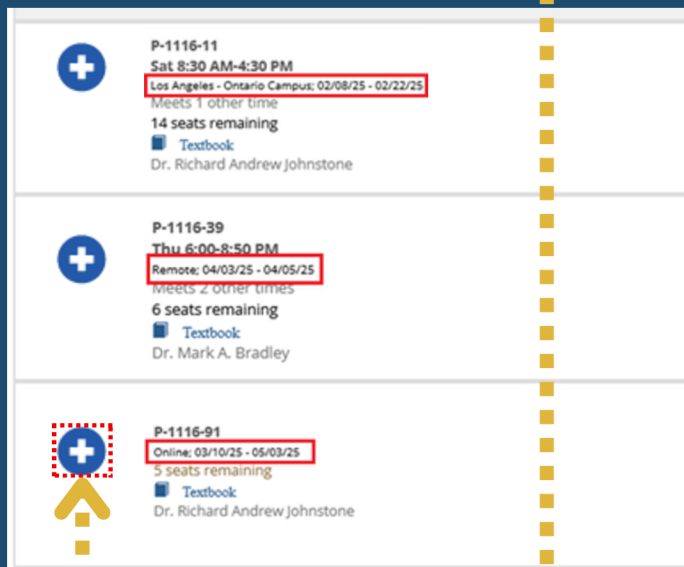 P-1116-11
Sat 8:30 AM-4:30 PM
Los Angeles - Ontario Campus; 02/08/25 - 02/22/25
Meets 1 other time
14 seats remaining
Textbook
Dr. Richard Andrew Johnstone
P-1116-39
Thu 6:00-8:50 PM
Remote; 04/03/25 - 04/05/25
Meets 2 other times
6 seats remaining
Textbook
Dr. Mark A. Bradley
P-1116-91
Online; 03/10/25 - 05/03/25
5 seats remaining
Textbook
Dr. Richard Andrew Johnstone